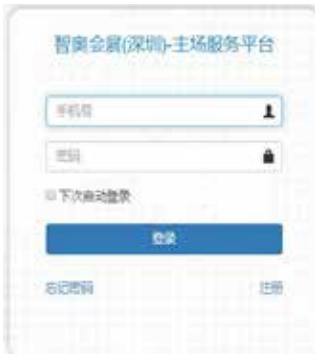 智奥会展(深圳)-主场服务平台
手机号
密码
下次自动登录
登录
忘记密码 注册